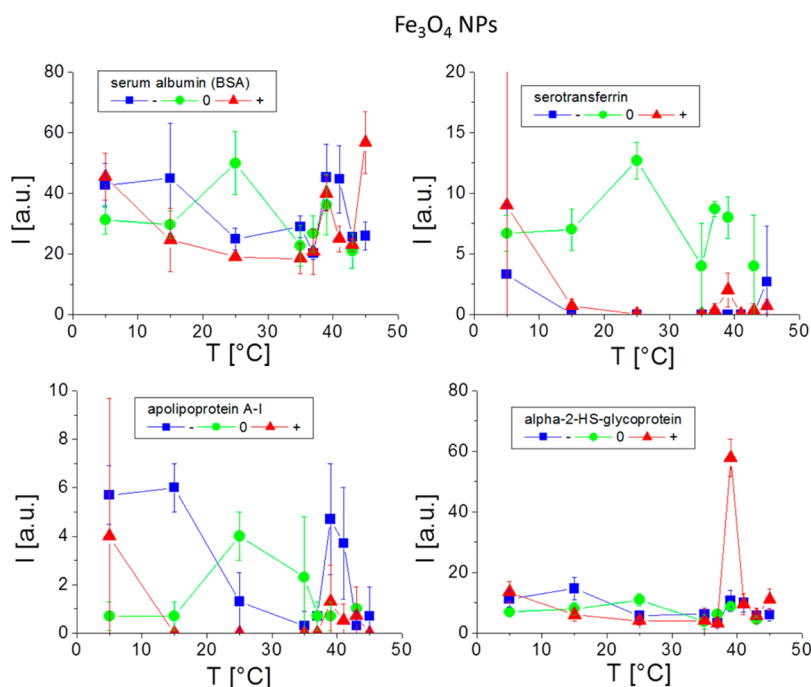 Fe₃O₄ NPs
serum albumin (BSA)
- 0 +
I [a.u.]
80
60
40
20
0
0 10 20 30 40 50
T [°C]
serotransferrin
- 0 +
I [a.u.]
20
15
10
5
0
0 10 20 30 40 50
T [°C]
apolipoprotein A-I
- 0 +
I [a.u.]
10
8
6
4
2
0
0 10 20 30 40 50
T [°C]
alpha-2-HS-glycoprotein
- 0 +
I [a.u.]
80
60
40
20
0
0 10 20 30 40 50
T [°C]